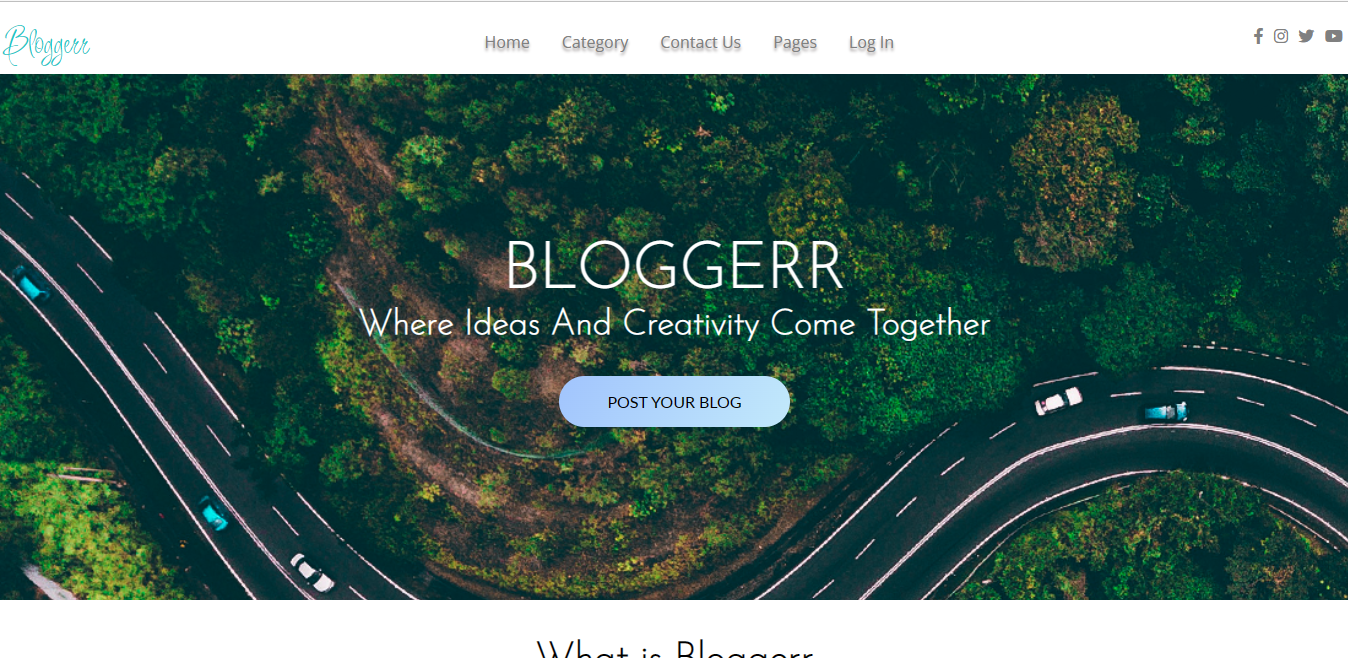 Bloggerr
Home Category Contact Us Pages Log In
BLOGGERR
Where Ideas And Creativity Come Together
POST YOUR BLOG
What is Bloggerr